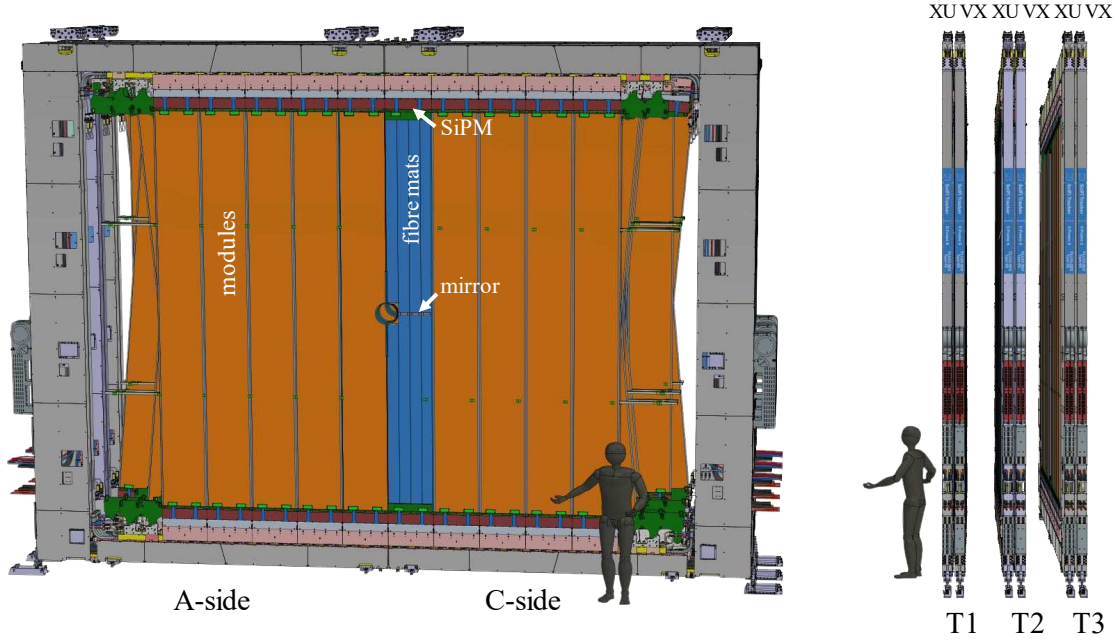 XU VX XU VX XU VX
SiPM
fibre mats
modules
mirror
A-side
C-side
T1
T2
T3